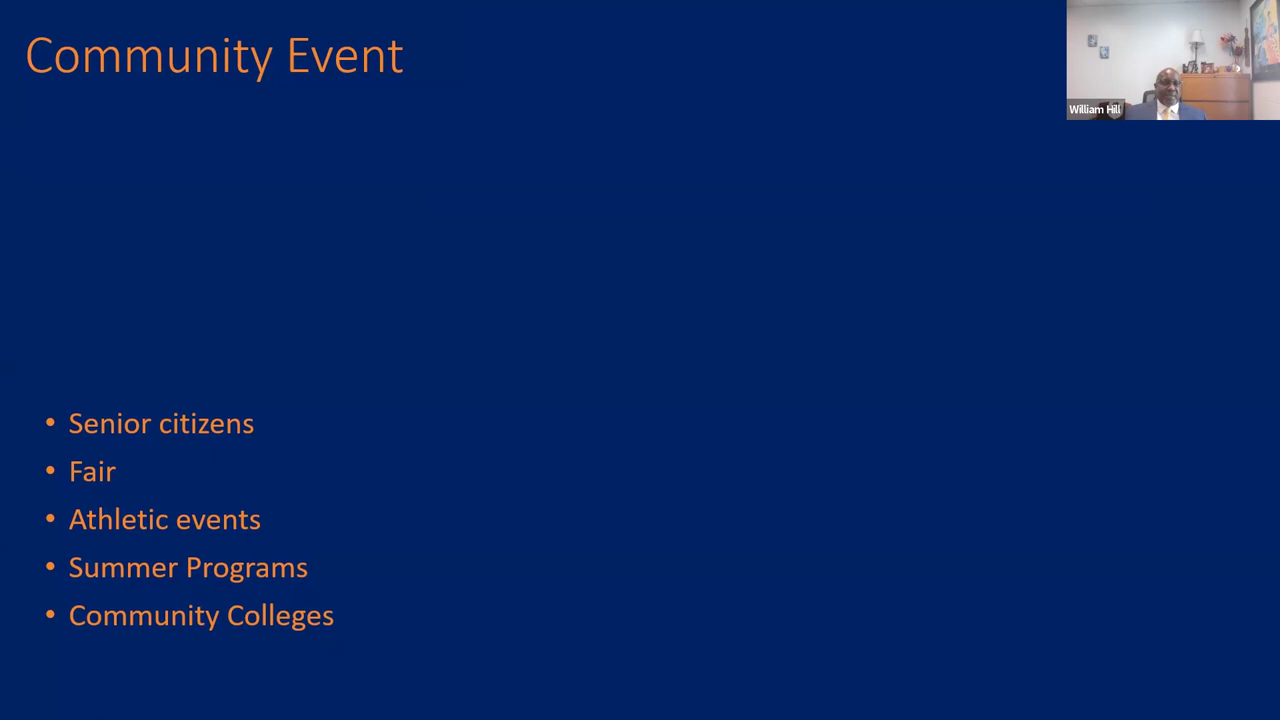 Community Event
William Hill
• Senior citizens
• Fair
• Athletic events
• Summer Programs
• Community Colleges